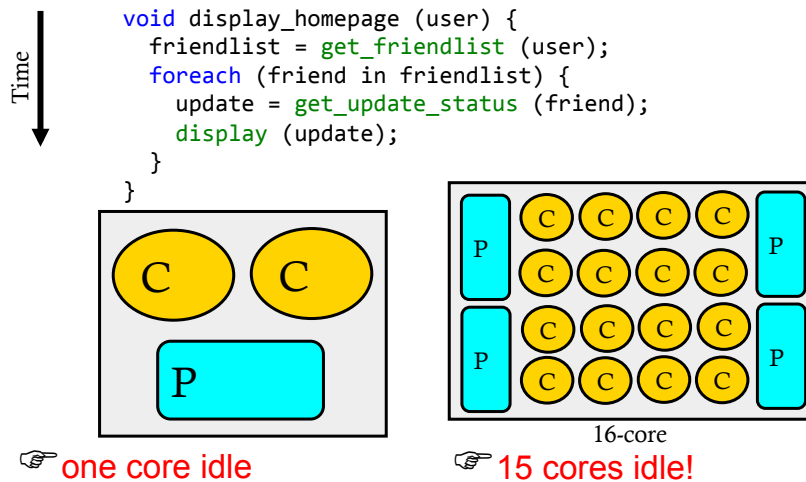 Time
void display_homepage (user) {
friendlist = get_friendlist (user);
foreach (friend in friendlist) {
update = get_update_status (friend);
display (update);
}
}
C C
P
P C C C C P
C C C C
P C C C C P
C C C C
16-core
☞ one core idle
☞ 15 cores idle!